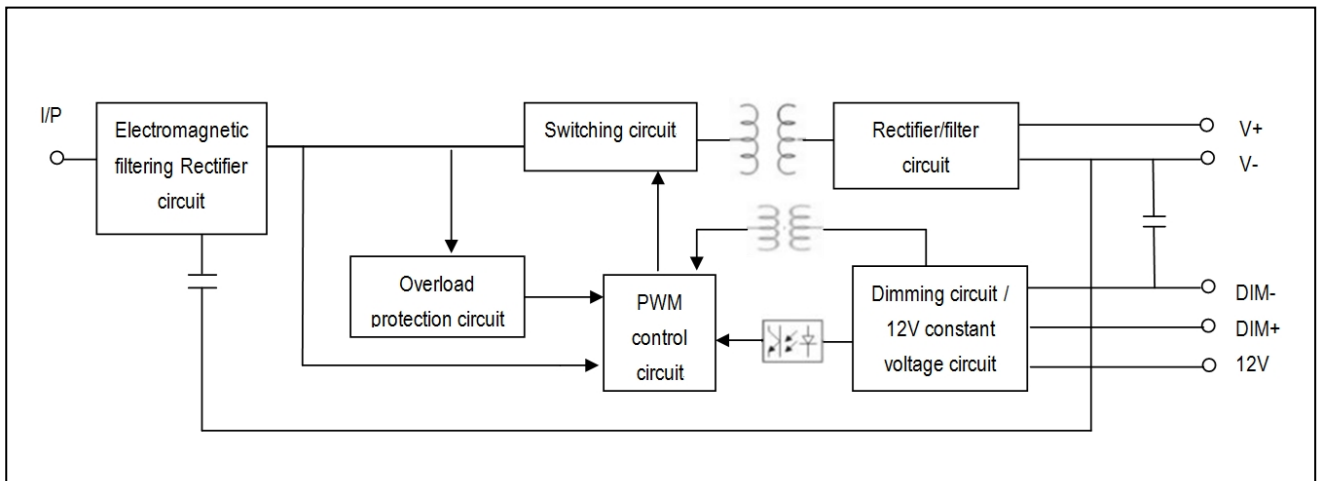 I/P
Electromagnetic
filtering Rectifier
circuit
Switching circuit
Rectifier/filter
circuit
V+
V-
Overload
protection circuit
PWM
control
circuit
Dimming circuit /
12V constant
voltage circuit
DIM-
DIM+
12V